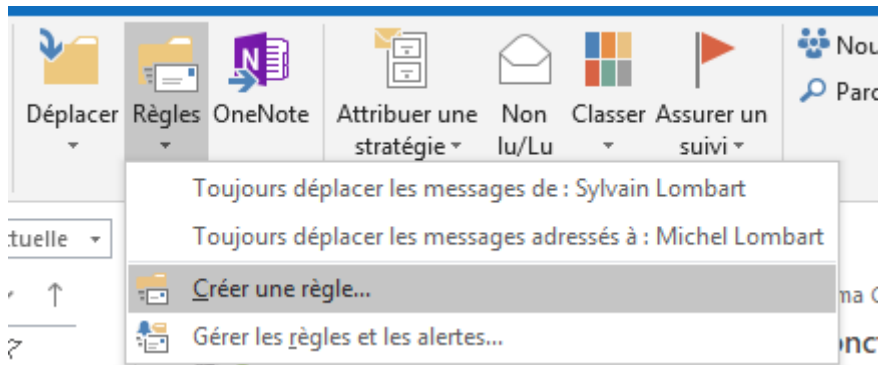 Déplacer Règles OneNote Attribuer une stratégie Non lu/Lu Classer Assurer un suivi
Toujours déplacer les messages de : Sylvain Lombart
Toujours déplacer les messages adressés à : Michel Lombart
Créer une règle...
Gérer les règles et les alertes...